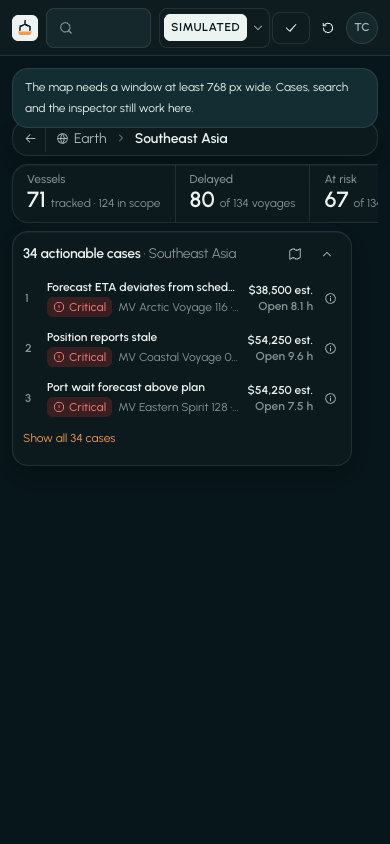 SIMULATED
TC
The map needs a window at least 768 px wide. Cases, search
and the inspector still work here.
Earth
Southeast Asia
Vessels
71 tracked · 124 in scope
Delayed
80 of 134 voyages
At risk
67 of 134
34 actionable cases · Southeast Asia
1
Forecast ETA deviates from sched...
$38,500 est.
Critical
MV Arctic Voyage 116 ·...
Open 8.1 h
2
Position reports stale
$54,250 est.
Critical
MV Coastal Voyage 0...
Open 9.6 h
3
Port wait forecast above plan
$54,250 est.
Critical
MV Eastern Spirit 128 ·...
Open 7.5 h
Show all 34 cases